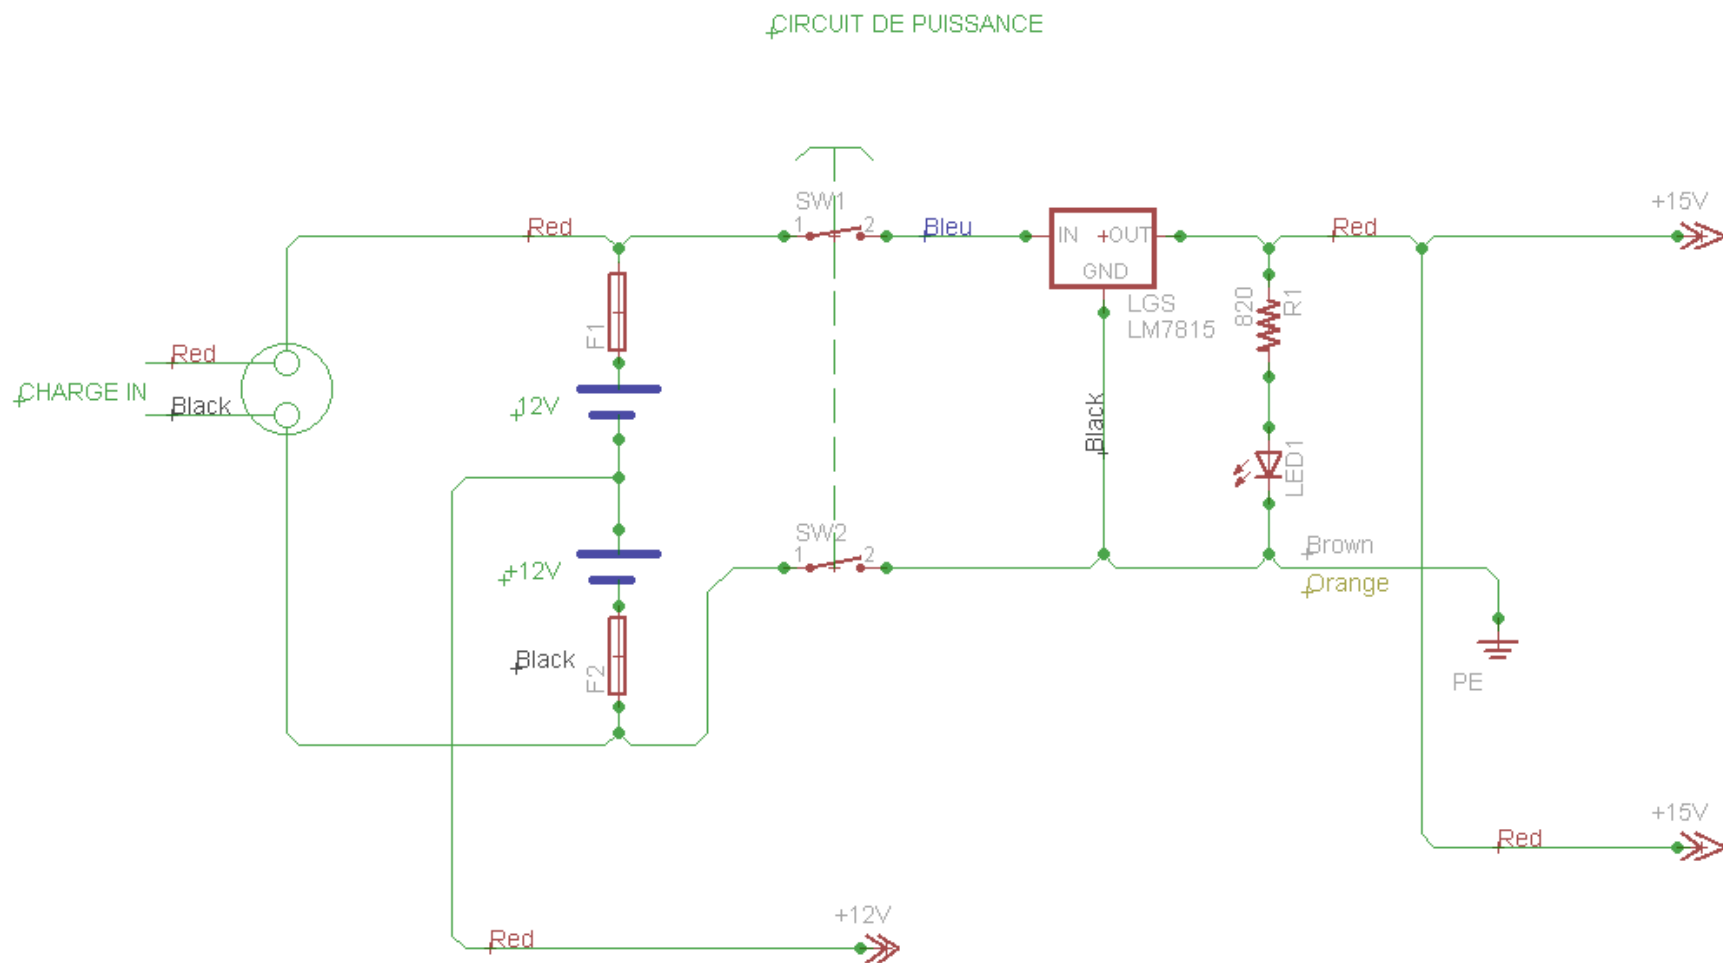 CIRCUIT DE PUISSANCE
SW1
+15V
Red
1
2
Bleu
IN
+OUT
Red
GND
LGS
LM7815
820
R1
F1
Red
CHARGE IN
Black
12V
Black
LED1
SW2
1
2
Brown
+12V
Orange
Black
F2
PE
+15V
Red
+12V
Red